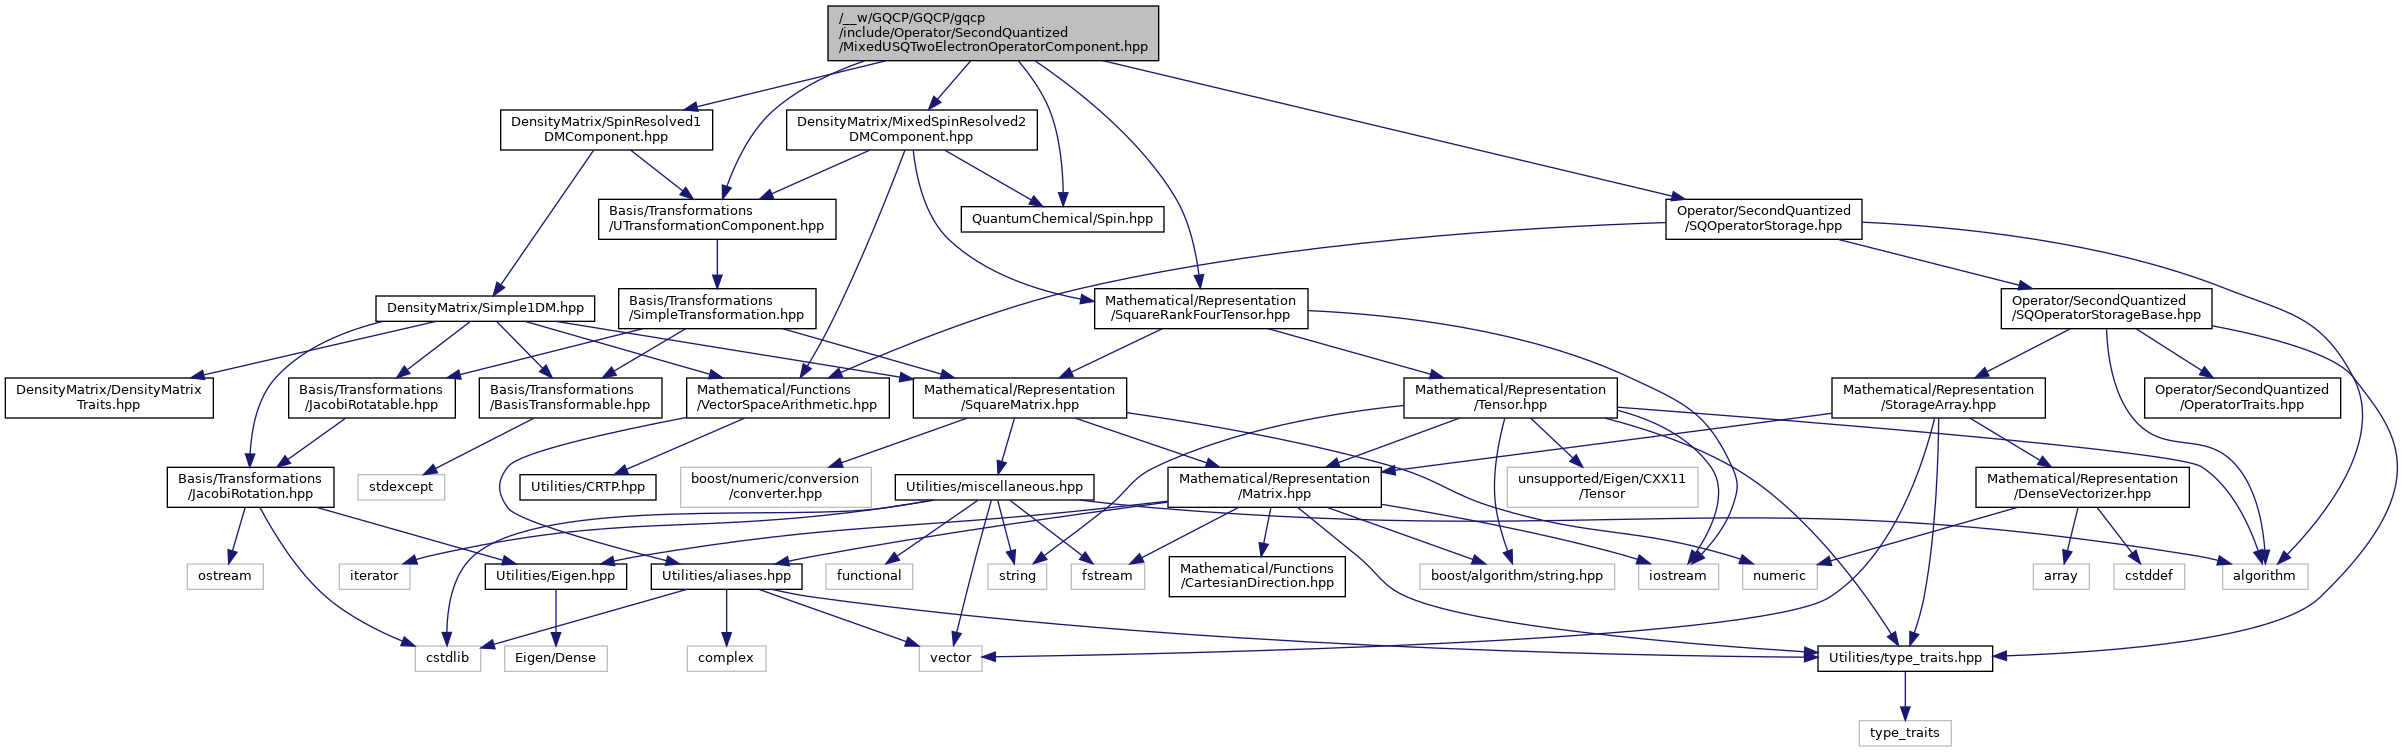 /__w/GQCP/GQCP/gqcp
/include/Operator/SecondQuantized
/MixedUSQTwoElectronOperatorComponent.hpp
DensityMatrix/SpinResolved1
DMComponent.hpp
DensityMatrix/MixedSpinResolved2
DMComponent.hpp
Basis/Transformations
/UTransformationComponent.hpp
QuantumChemical/Spin.hpp
Operator/SecondQuantized
/SQOperatorStorage.hpp
DensityMatrix/Simple1DM.hpp
Basis/Transformations
/SimpleTransformation.hpp
Mathematical/Representation
/SquareRankFourTensor.hpp
Operator/SecondQuantized
/SQOperatorStorageBase.hpp
DensityMatrix/DensityMatrix
Traits.hpp
Basis/Transformations
/JacobiRotatable.hpp
Basis/Transformations
/BasisTransformable.hpp
Mathematical/Functions
/VectorSpaceArithmetic.hpp
Mathematical/Representation
/SquareMatrix.hpp
Mathematical/Representation
/Tensor.hpp
Mathematical/Representation
/StorageArray.hpp
Operator/SecondQuantized
/OperatorTraits.hpp
Basis/Transformations
/JacobiRotation.hpp
stdexcept
Utilities/CRTP.hpp
boost/numeric/conversion
/converter.hpp
Utilities/miscellaneous.hpp
Mathematical/Representation
/Matrix.hpp
unsupported/Eigen/CXX11
/Tensor
Mathematical/Representation
/DenseVectorizer.hpp
ostream
iterator
Utilities/Eigen.hpp
Utilities/aliases.hpp
functional
string
fstream
Mathematical/Functions
/CartesianDirection.hpp
boost/algorithm/string.hpp
iostream
numeric
array
cstddef
algorithm
cstdlib
Eigen/Dense
complex
vector
Utilities/type_traits.hpp
type_traits